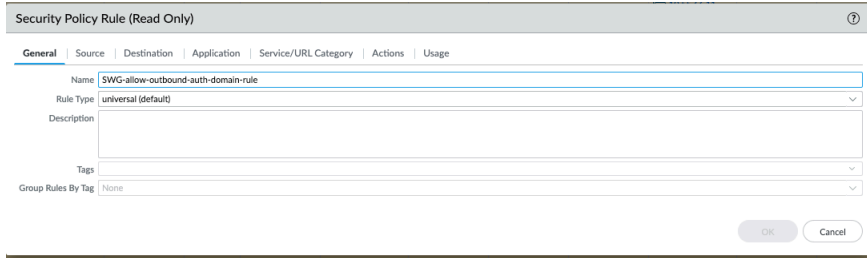 Security Policy Rule (Read Only)
General Source Destination Application Service/URL Category Actions Usage
Name SWG-allow-outbound-auth-domain-rule
Rule Type universal (default)
Description
Tags
Group Rules By Tag None
OK Cancel